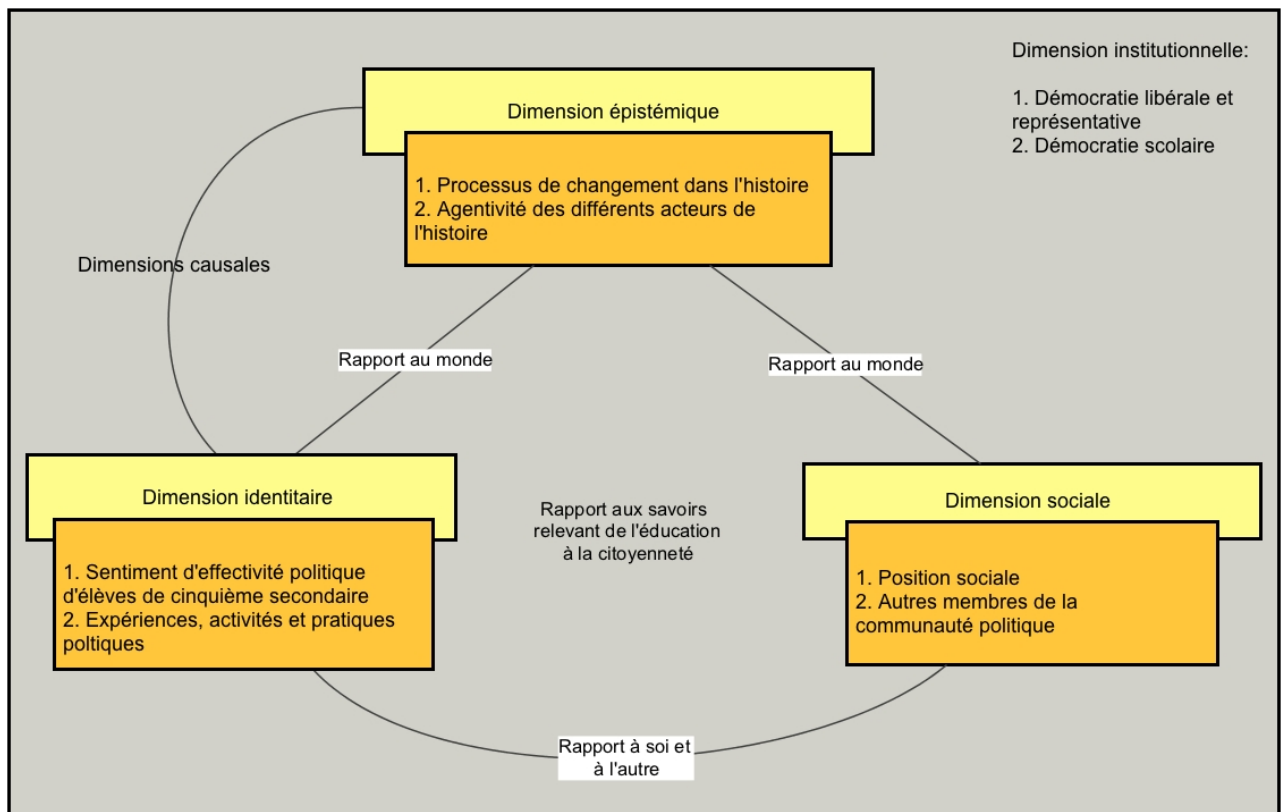 Dimension institutionnelle:
1. Démocratie libérale et
représentative
2. Démocratie scolaire
Dimension épistémique
1. Processus de changement dans l'histoire
2. Agentivité des différents acteurs de
l'histoire
Dimensions causales
Rapport au monde
Rapport au monde
Dimension identitaire
1. Sentiment d'effectivité politique
d'élèves de cinquième secondaire
2. Expériences, activités et pratiques
poltiques
Rapport aux savoirs
relevant de l'éducation
à la citoyenneté
Dimension sociale
1. Position sociale
2. Autres membres de la
communauté politique
Rapport à soi et
à l'autre